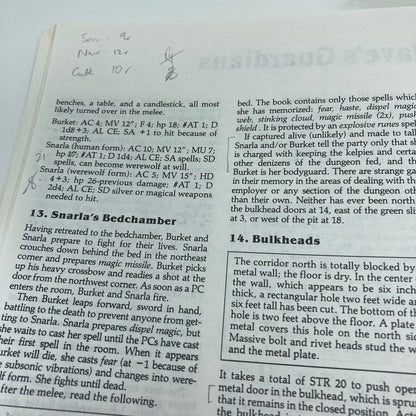 benches, a table, and a candlestick, all most
likely turned over in the melee.
Burket: AC 4; MV 12"; F 4; hp 18; #AT 1; D
1d8 +3; AL CE; SA +1 to hit because of
strength.
Snarla (human form): AC 10; MV 12"; MU 7;
hp 17; #AT 1; D 1d4; AL CE; SA spells; SD
spells, can become werewolf at will.
Snarla (werewolf form): AC 5; MV 15"; HD
4 +3; hp 26-previous damage; #AT 1; D
2d4; AL CE; SD silver or magical weapons
needed to hit.
13. Snarla's Bedchamber
Having retreated to the bedchamber, Burket and
Snarla prepare to fight for their lives. Snarla
crouches down behind the bed in the northeast
corner and prepares magic missile. Burket picks
up his heavy crossbow and readies a shot at the
door from the northwest corner. As soon as a PC
enters the room, Burket and Snarla fire.
Then Burket leaps forward, sword in hand,
battling to the death to prevent anyone from get-
ting to Snarla. Snarla prepares dispel magic, but
she waits to cast her spell until the PCs have cast
their first spell in the room. When it appears
Burket will die, she casts fear (at −1 because of
subsonic vibrations) and changes into were-
wolf form. She fights until dead.
after the melee, read the following.
bed. The book contains only those spells which
she has memorized: fear, haste, dispel magic
web, stinking cloud, magic missile (2x), push
shield. It is protected by an explosive runes spell
If captured alive (unlikely) and made to talk
Snarla and/or Burket tell the party only that sh
is charged with keeping the kelpies and certai
other denizens of the dungeon fed, and th
Burket is her bodyguard. There are strange ga
in their memory in the areas of dealing with th
employer or any section of the dungeon o
than their own. Neither has ever been north
the bulkhead doors at 14, east of the green sli
at 3, or west of the pit at 18.
14. Bulkheads
The corridor north is totally blocked by
metal wall; the floor is dry. In the center
the wall, which appears to be six inch
thick, a rectangular hole two feet wide a
six feet tall has been cut. The bottom of th
hole is two feet above the floor. A plate
metal covers this hole on the north sid
Massive bolt and rivet heads stud the w
and the metal plate.
It takes a total of STR 20 to push open
metal door in the bulkhead, which is spru
that it remains in the closed position.
the bulkhead is